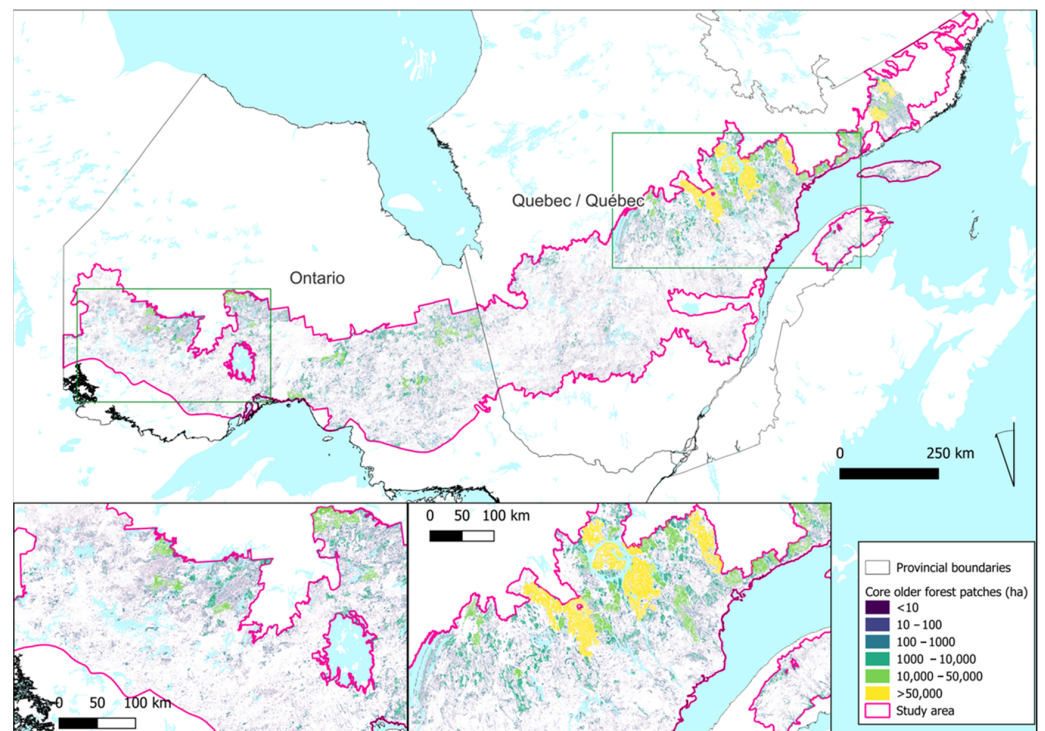 Quebec / Québec
Ontario
0 250 km
0 50 100 km
0 50 100 km
Provincial boundaries
Core older forest patches (ha)
<10
10 – 100
100 – 1000
1000 – 10,000
10,000 – 50,000
>50,000
Study area